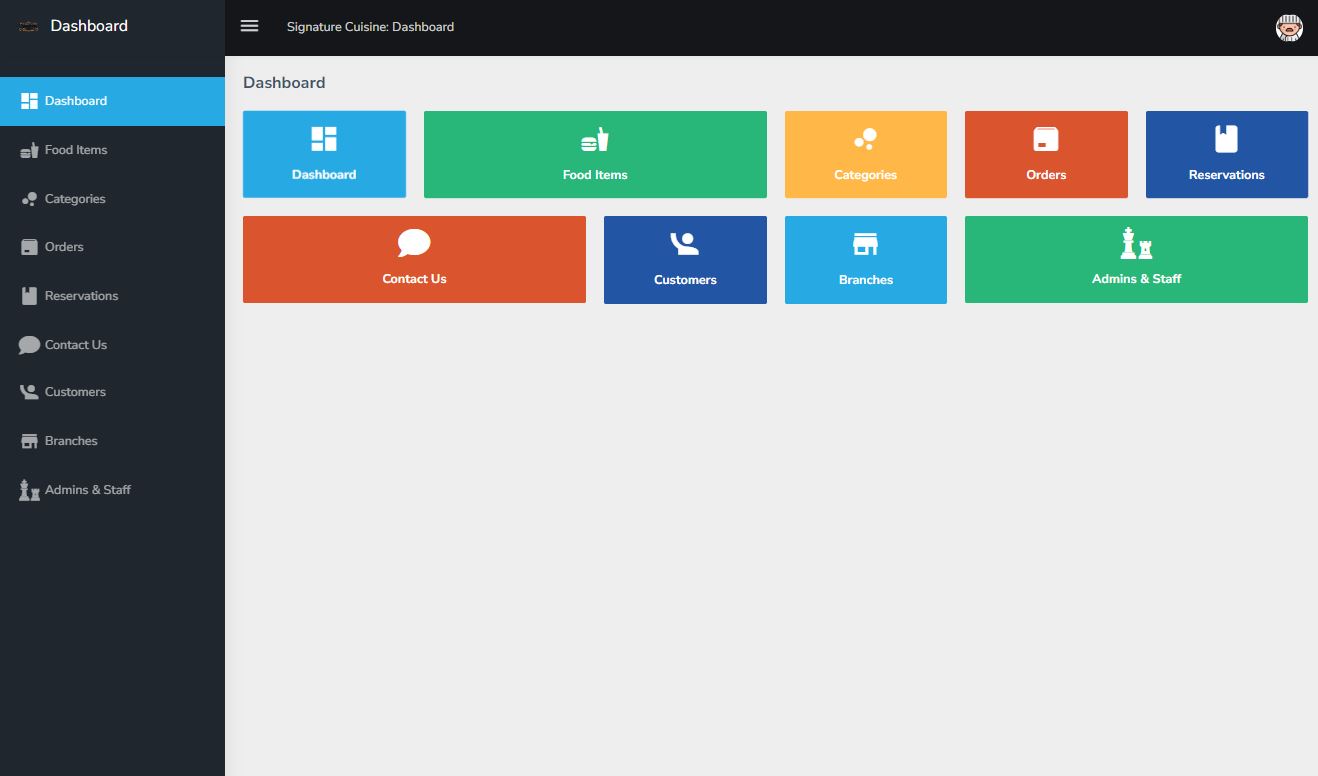 Dashboard
Signature Cuisine: Dashboard
Dashboard
Food Items
Categories
Orders
Reservations
Contact Us
Customers
Branches
Admins & Staff
Dashboard
Dashboard
Food Items
Categories
Orders
Reservations
Contact Us
Customers
Branches
Admins & Staff